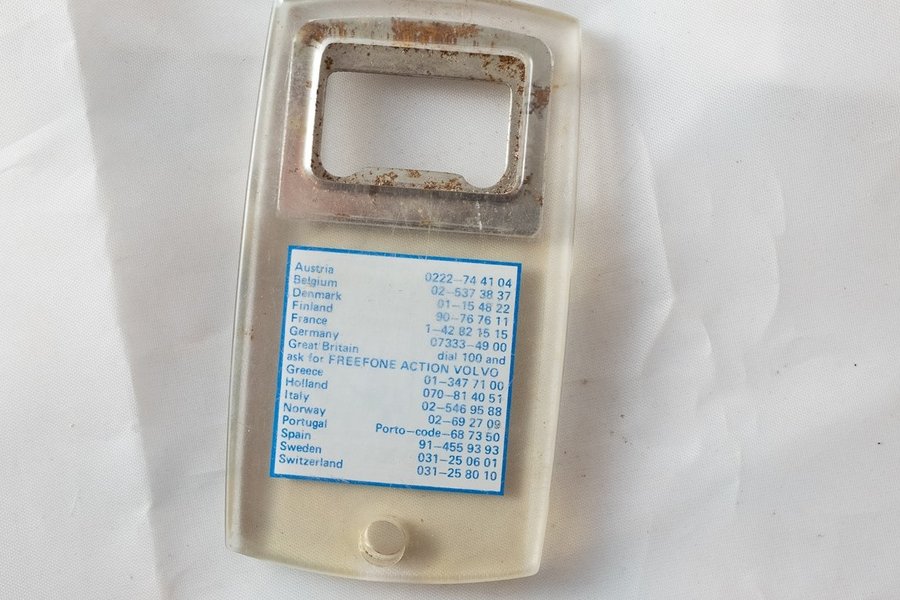 Austria 0222–74 41 04
Belgium 02–537 38 37
Denmark 01–15 48 22
Finland 90–76 76 11
France 1–42 82 15 15
Germany 07333–49 00
Great Britain dial 100 and
ask for FREEFONE ACTION VOLVO
Greece 01–347 71 00
Holland 070–81 40 51
Italy 02–546 95 88
Norway 02–69 27 09
Portugal Porto–code–68 73 50
Spain 91–455 93 93
Sweden 031–25 06 01
Switzerland 031–25 80 10